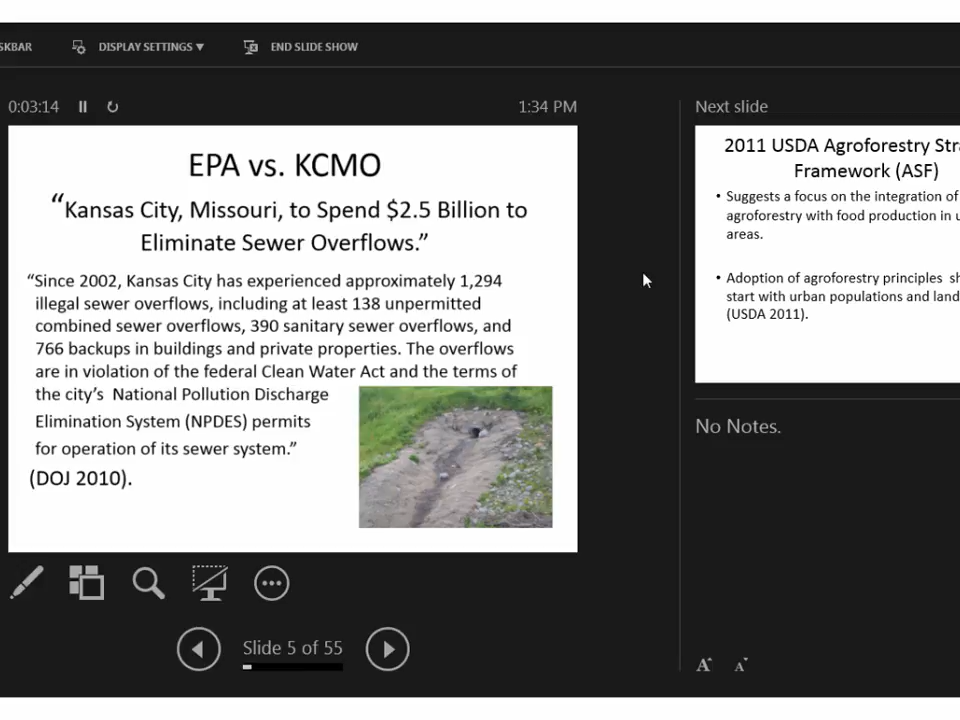 SKBAR
DISPLAY SETTINGS ▼
END SLIDE SHOW
0:03:14
1:34 PM
EPA vs. KCMO
“Kansas City, Missouri, to Spend $2.5 Billion to
Eliminate Sewer Overflows.”
“Since 2002, Kansas City has experienced approximately 1,294
illegal sewer overflows, including at least 138 unpermitted
combined sewer overflows, 390 sanitary sewer overflows, and
766 backups in buildings and private properties. The overflows
are in violation of the federal Clean Water Act and the terms of
the city’s National Pollution Discharge
Elimination System (NPDES) permits
for operation of its sewer system.”
(DOJ 2010).
Slide 5 of 55
Next slide
2011 USDA Agroforestry Stra
Framework (ASF)
• Suggests a focus on the integration of
agroforestry with food production in u
areas.
• Adoption of agroforestry principles sh
start with urban populations and land
(USDA 2011).
No Notes.
A A